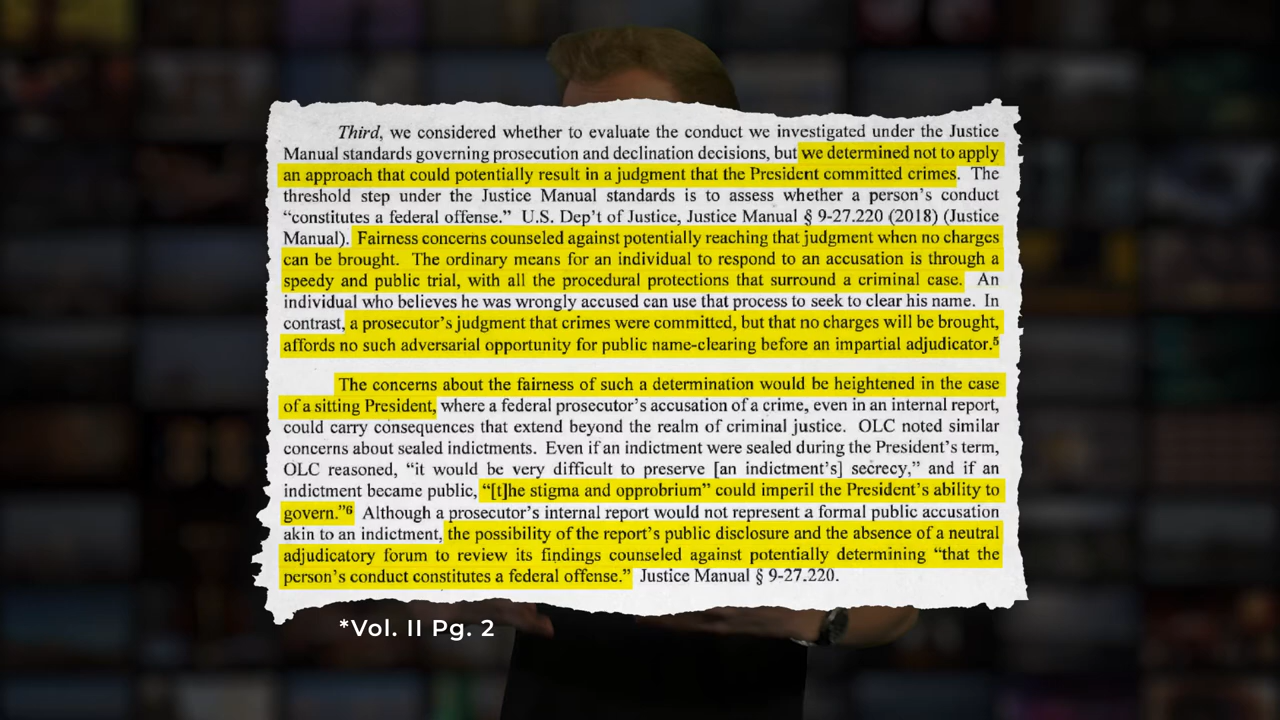 Third, we considered whether to evaluate the conduct we investigated under the Justice
Manual standards governing prosecution and declination decisions, but we determined not to apply
an approach that could potentially result in a judgment that the President committed crimes. The
threshold step under the Justice Manual standards is to assess whether a person's conduct
“constitutes a federal offense.” U.S. Dep't of Justice, Justice Manual § 9-27.220 (2018) (Justice
Manual). Fairness concerns counseled against potentially reaching that judgment when no charges
can be brought. The ordinary means for an individual to respond to an accusation is through a
speedy and public trial, with all the procedural protections that surround a criminal case. An
individual who believes he was wrongly accused can use that process to seek to clear his name. In
contrast, a prosecutor's judgment that crimes were committed, but that no charges will be brought,
affords no such adversarial opportunity for public name-clearing before an impartial adjudicator.⁵
The concerns about the fairness of such a determination would be heightened in the case
of a sitting President, where a federal prosecutor's accusation of a crime, even in an internal report,
could carry consequences that extend beyond the realm of criminal justice. OLC noted similar
concerns about sealed indictments. Even if an indictment were sealed during the President's term,
OLC reasoned, “it would be very difficult to preserve [an indictment's] secrecy,” and if an
indictment became public, “[t]he stigma and opprobrium” could imperil the President's ability to
govern.”⁶ Although a prosecutor's internal report would not represent a formal public accusation
akin to an indictment, the possibility of the report's public disclosure and the absence of a neutral
adjudicatory forum to review its findings counseled against potentially determining “that the
person's conduct constitutes a federal offense.” Justice Manual § 9-27.220.
*Vol. II Pg. 2